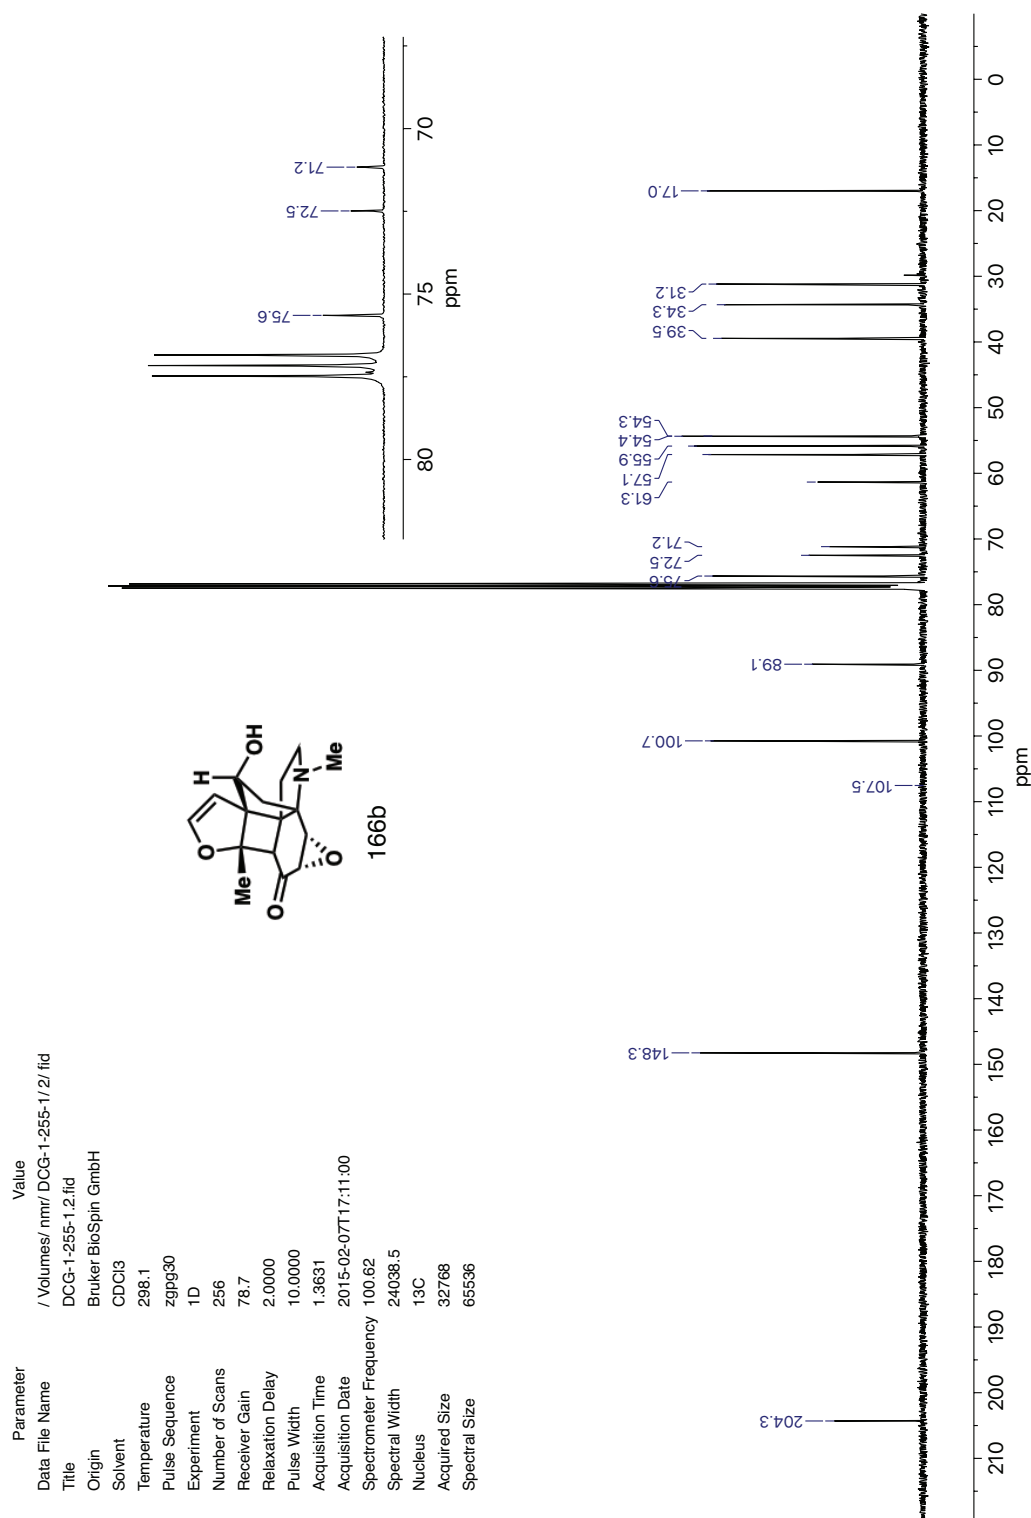 Parameter Value
Data File Name / Volumes/ nmr/ DCG-1-255-1/ 2/ fid
Title DCG-1-255-1.2.fid
Origin Bruker BioSpin GmbH
Solvent CDCl3
Temperature 298.1
Pulse Sequence zgpg30
Experiment 1D
Number of Scans 256
Receiver Gain 78.7
Relaxation Delay 2.0000
Pulse Width 10.0000
Acquisition Time 1.3631
Acquisition Date 2015-02-07T17:11:00
Spectrometer Frequency 100.62
Spectral Width 24038.5
Nucleus 13C
Acquired Size 32768
Spectral Size 65536
H
OH
O
Me
N
Me
O
O
166b
75.6
72.5
71.2
80 75 70
ppm
204.3
148.3
107.5
100.7
89.1
75.6
72.5
71.2
61.3
57.1
55.9
54.4
54.3
39.5
34.3
31.2
17.0
210 200 190 180 170 160 150 140 130 120 110 100 90 80 70 60 50 40 30 20 10 0
ppm